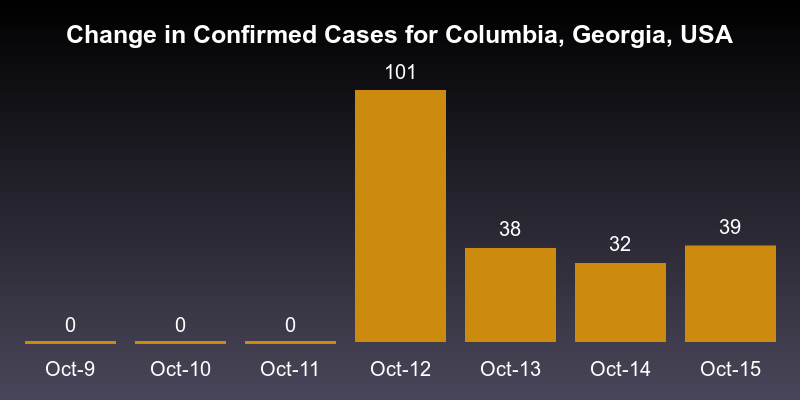 Change in Confirmed Cases for Columbia, Georgia, USA
101
38
32
39
0
0
0
Oct-9
Oct-10
Oct-11
Oct-12
Oct-13
Oct-14
Oct-15